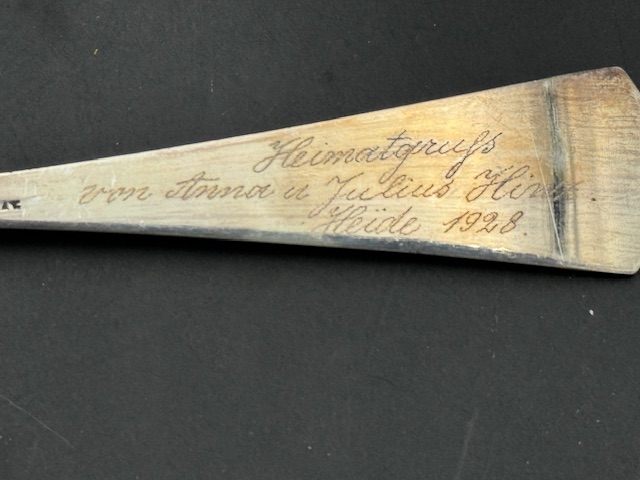 Heimatgruß
von Anna u Julius
Heide 1928.